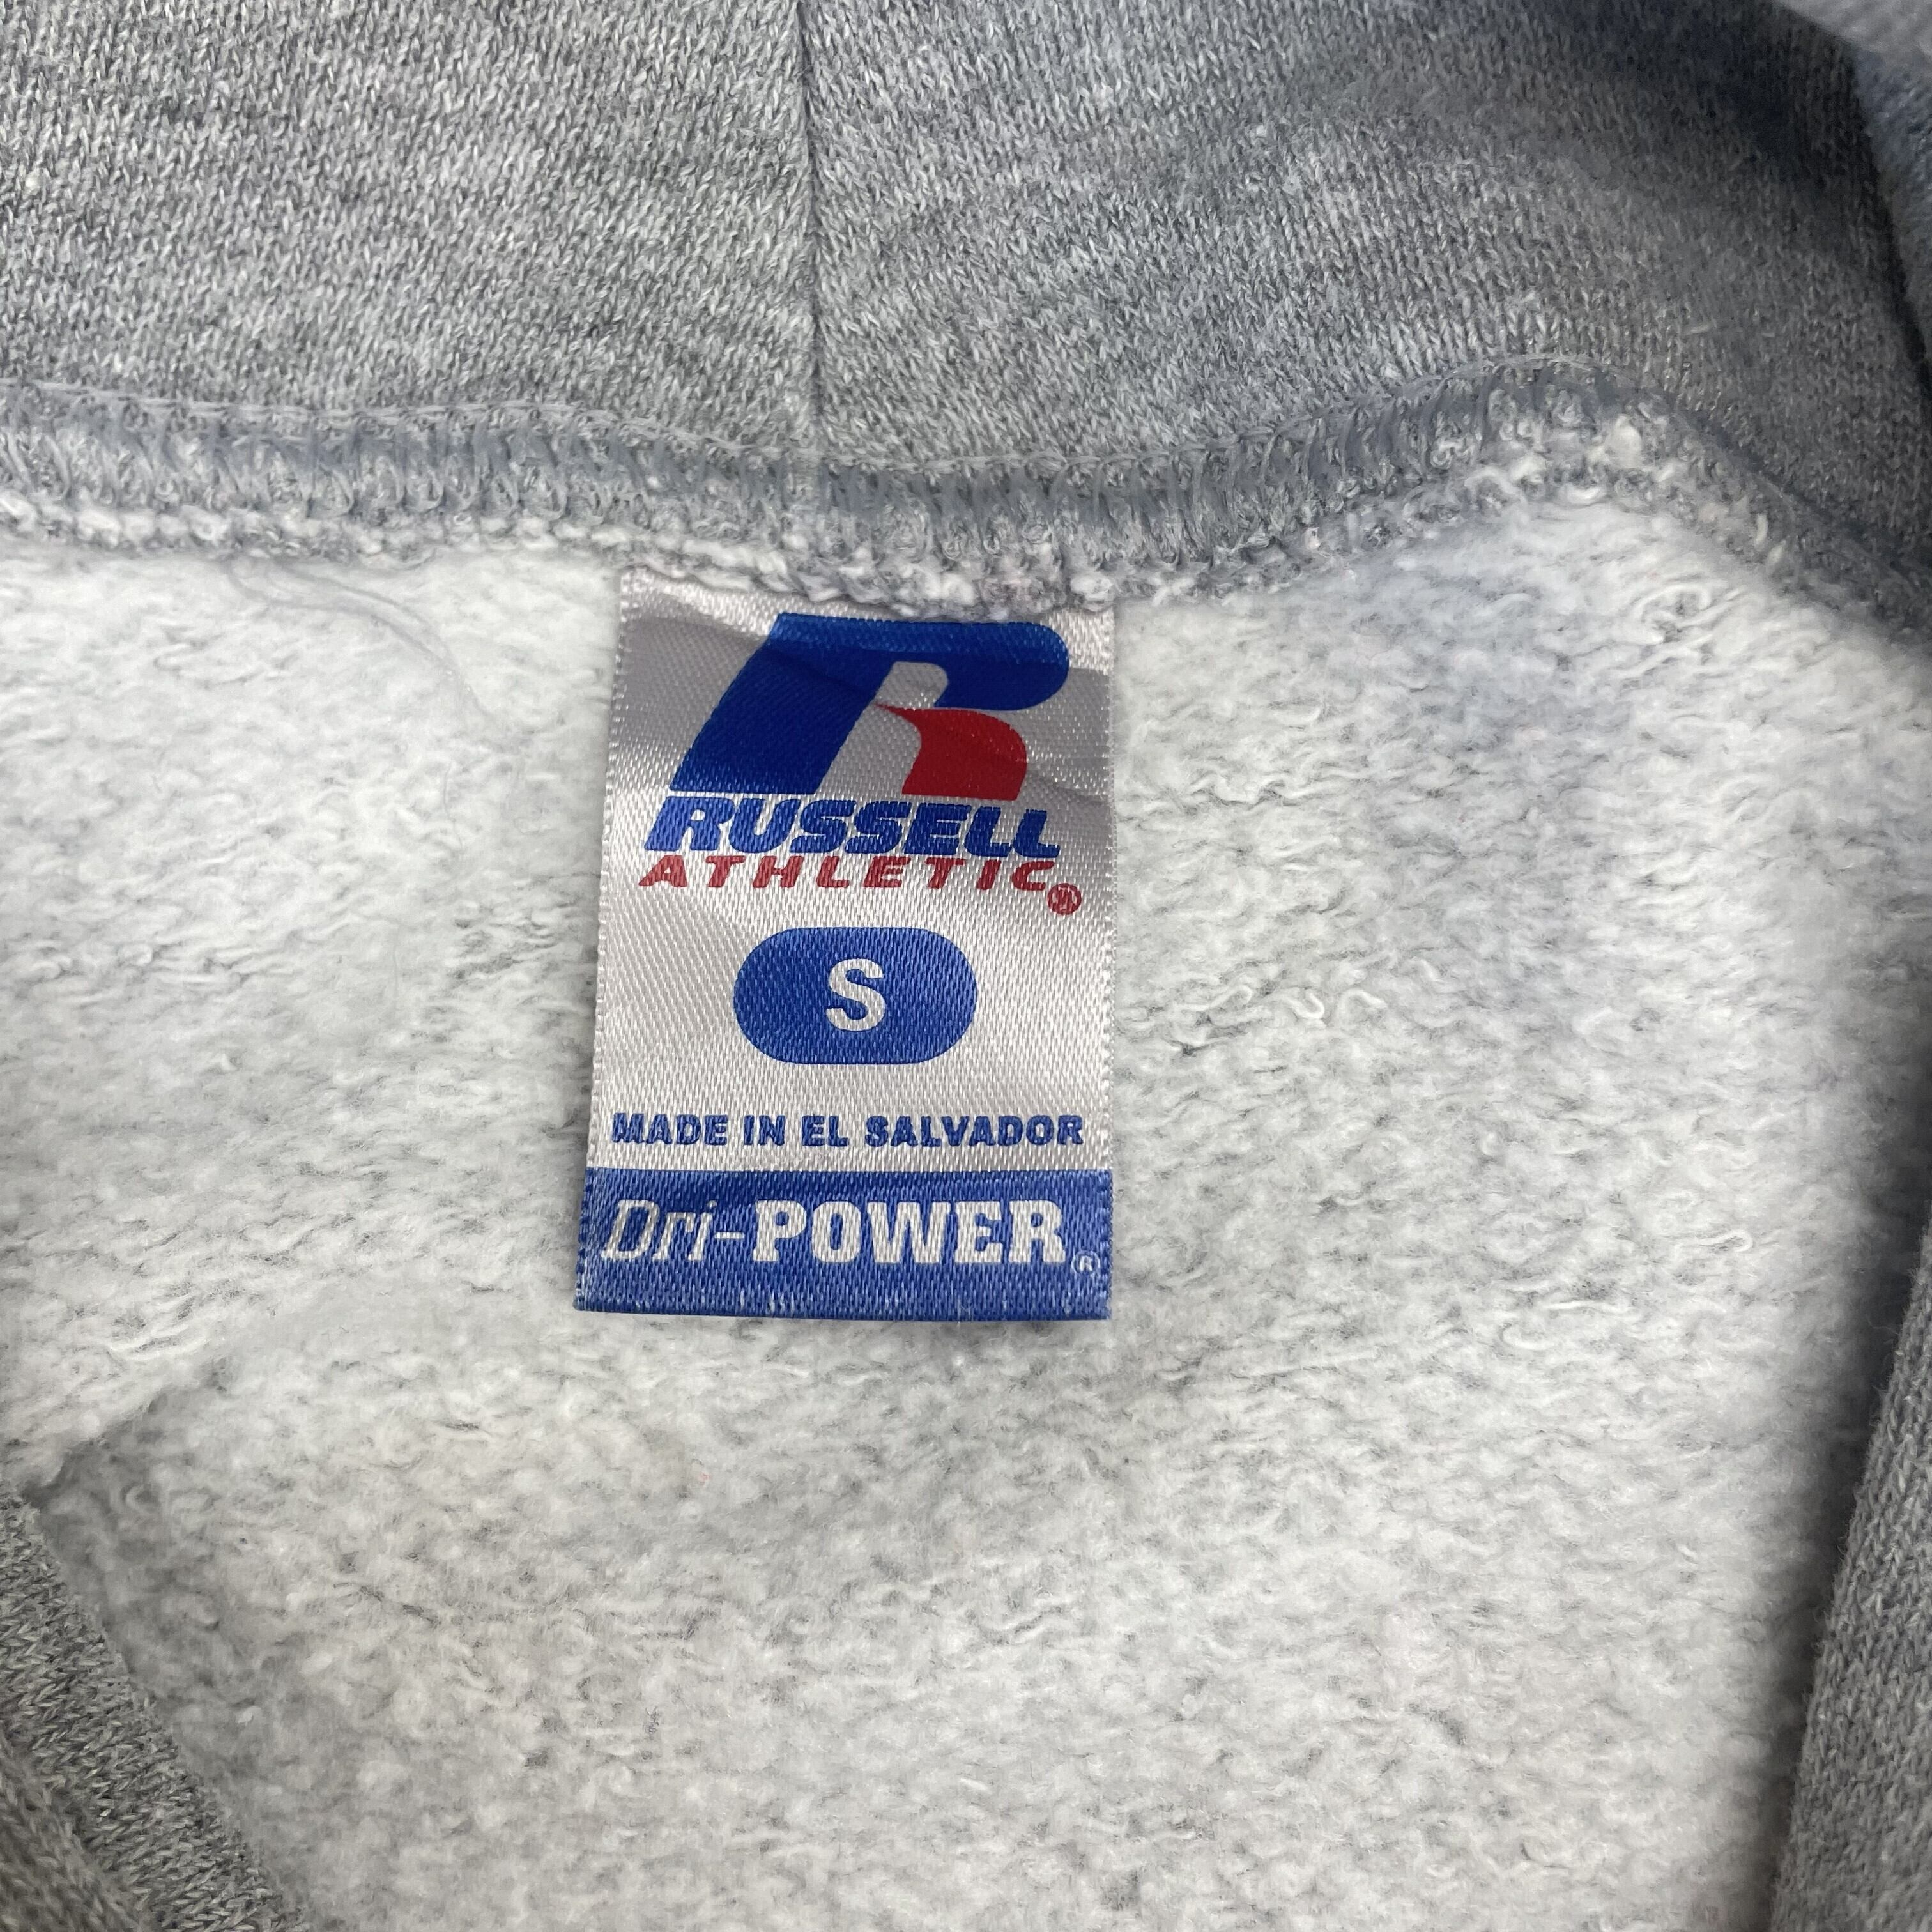 R
RUSSELL
ATHLETIC®
S
MADE IN EL SALVADOR
Dri-POWER®